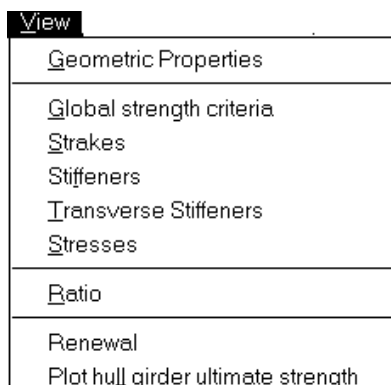 View
Geometric Properties
Global strength criteria
Strakes
Stiffeners
Transverse Stiffeners
Stresses
Ratio
Renewal
Plot hull girder ultimate strength